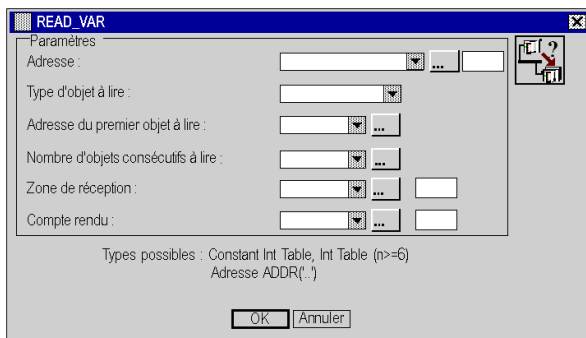 READ_VAR
Paramètres
Adresse :
...
Type d'objet à lire :
Adresse du premier objet à lire :
...
Nombre d'objets consécutifs à lire :
...
Zone de réception :
...
Compte rendu :
...
Types possibles : Constant Int Table, Int Table (n>=6)
Adresse ADDR('..')
OK Annuler